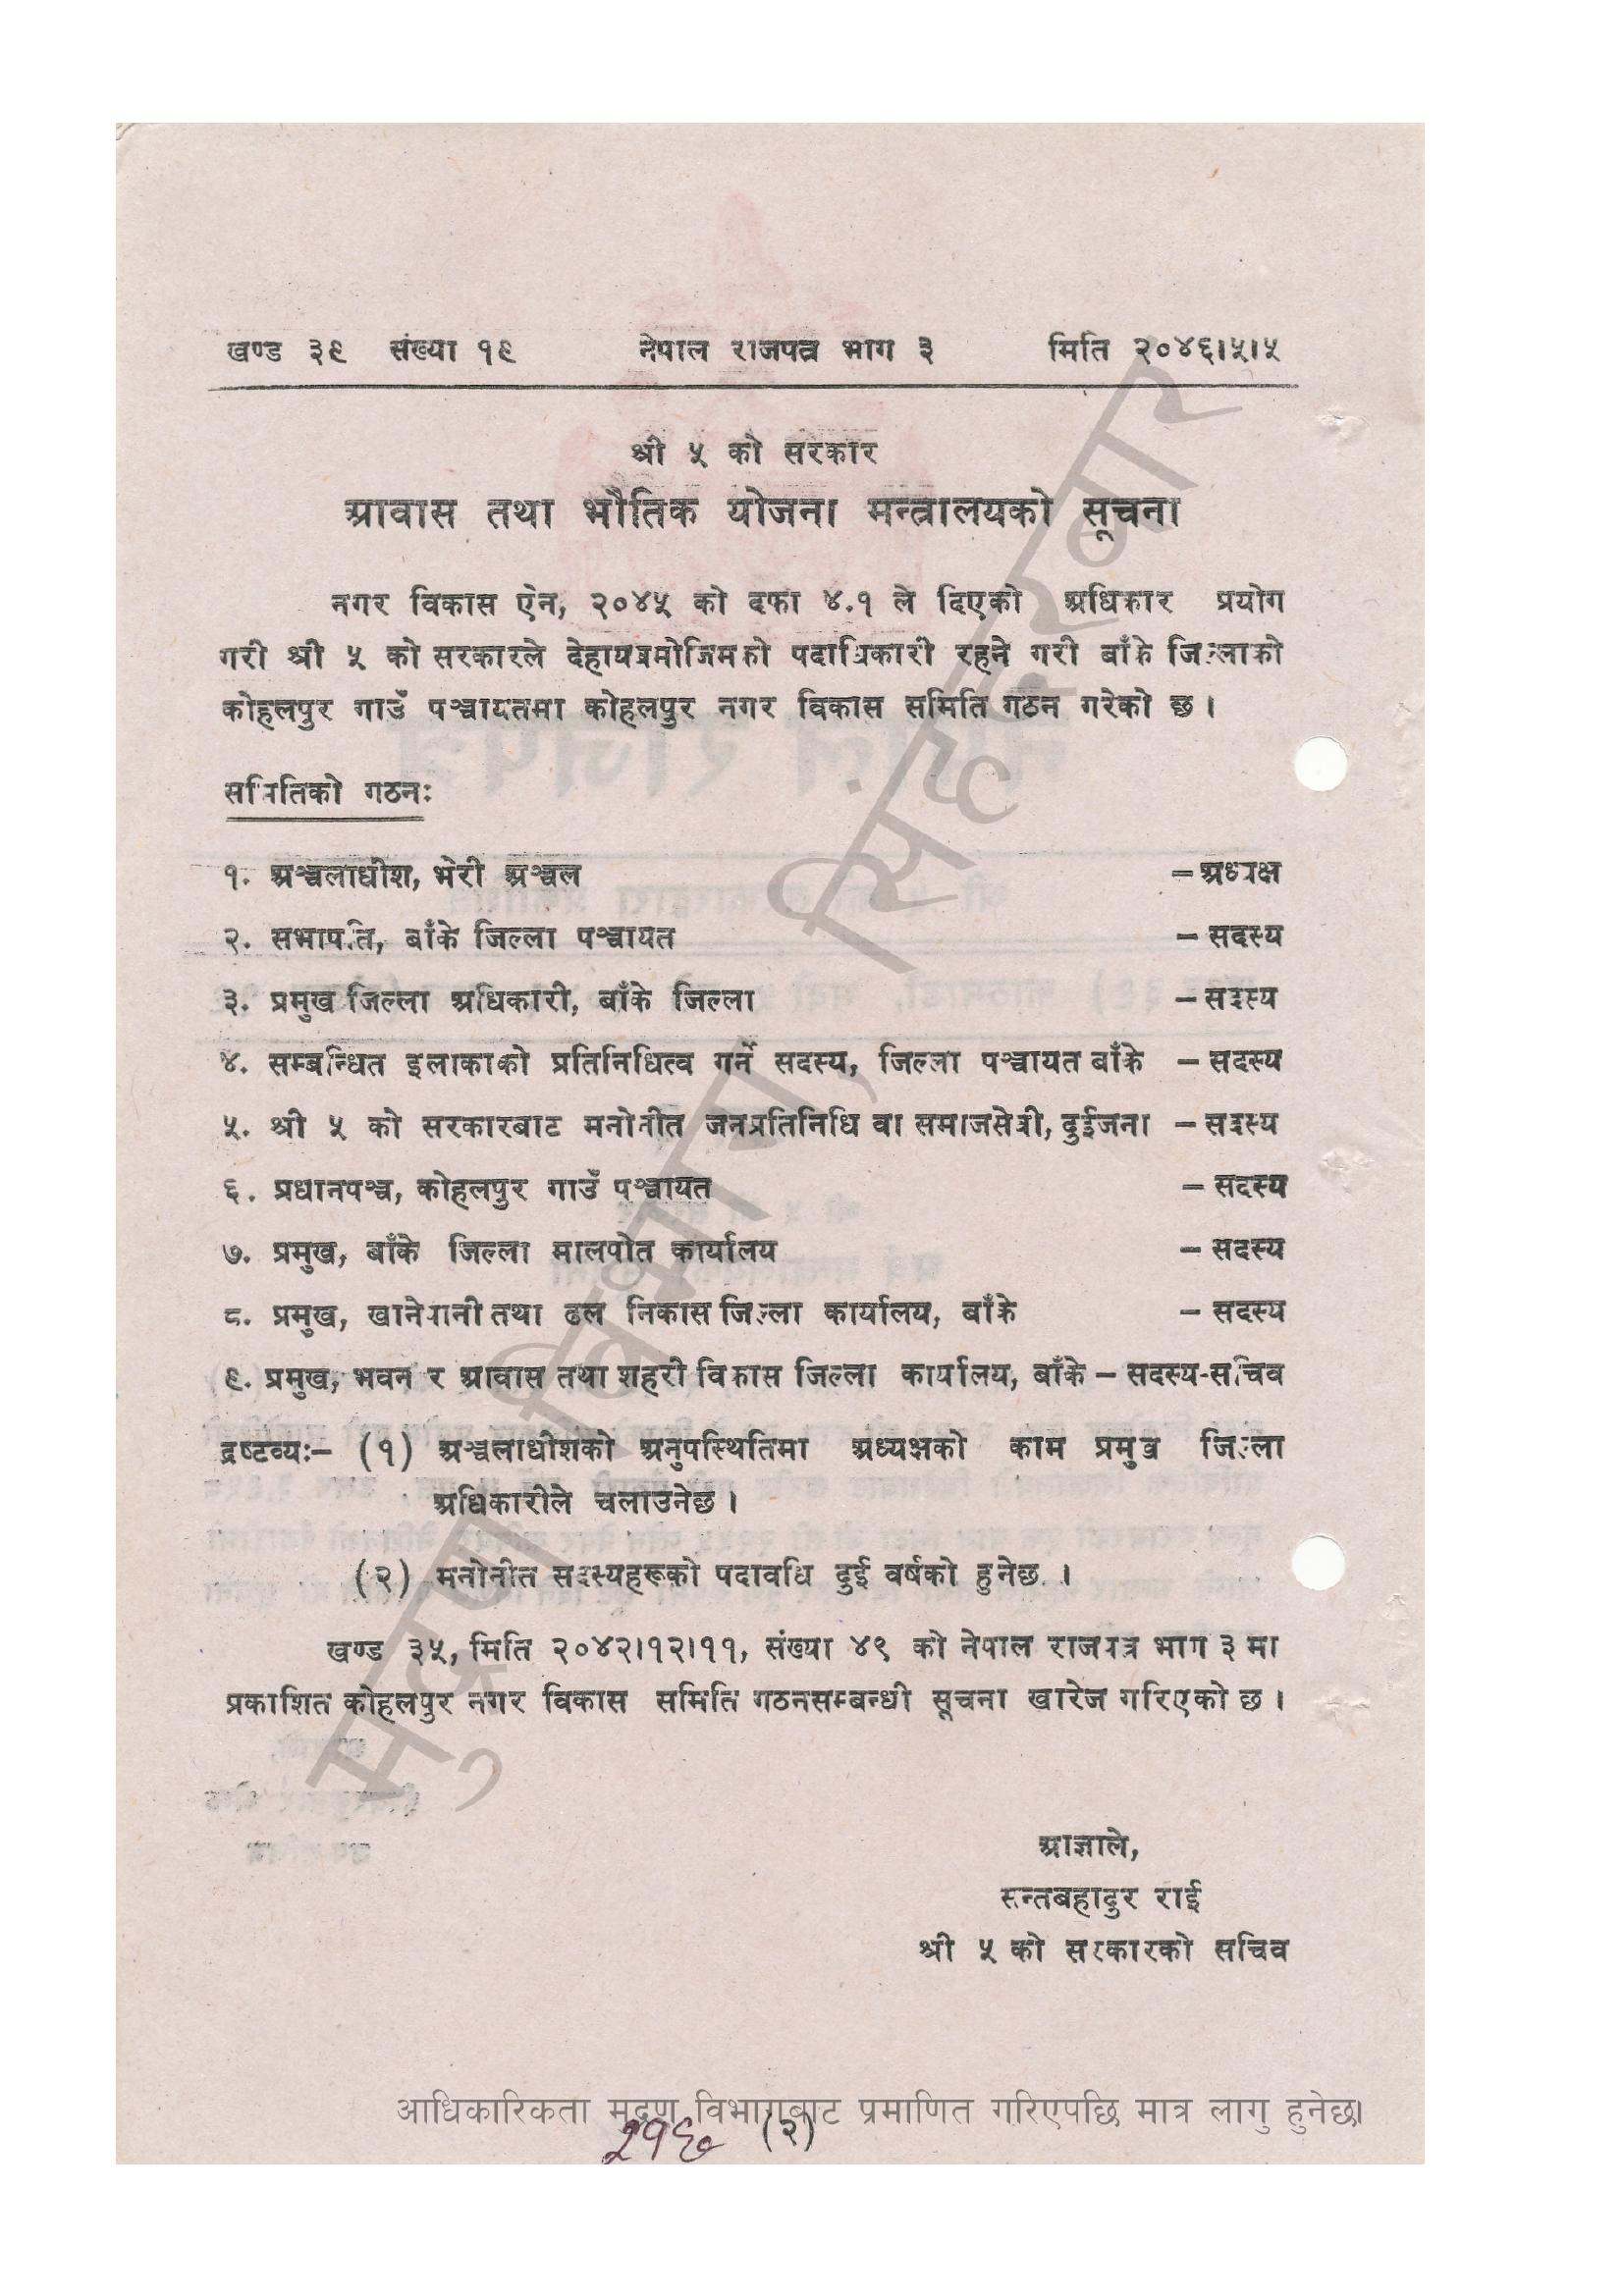 खण्ड ३९ संख्या १९ नेपाल राजपत्र भाग ३ मिति २०४६।५।५
श्री ५ को सरकार
आवास तथा भौतिक योजना मन्त्रालयको सूचना
नगर विकास ऐन, २०४५ को दफा ४.१ ले दिएको अधिकार प्रयोग
गरी श्री ५ को सरकारले देहायबमोजिमको पदाधिकारी रहने गरी बाँके जिल्लाको
कोहलपुर गाउँ पञ्चायतमा कोहलपुर नगर विकास समिति गठन गरेको छ ।
समितिको गठनः
१. अञ्चलाधीश, भेरी अञ्चल – अध्यक्ष
२. सभापति, बाँके जिल्ला पञ्चायत – सदस्य
३. प्रमुख जिल्ला अधिकारी, बाँके जिल्ला – सदस्य
४. सम्बन्धित इलाकाको प्रतिनिधित्व गर्ने सदस्य, जिल्ला पञ्चायत बाँके – सदस्य
५. श्री ५ को सरकारबाट मनोनीत जनप्रतिनिधि वा समाजसेवी, दुईजना – सदस्य
६. प्रधानपञ्च, कोहलपुर गाउँ पञ्चायत – सदस्य
७. प्रमुख, बाँके जिल्ला मालपोत कार्यालय – सदस्य
८. प्रमुख, खानेपानी तथा ढल निकास जिल्ला कार्यालय, बाँके – सदस्य
९. प्रमुख, भवन र आवास तथा शहरी विकास जिल्ला कार्यालय, बाँके – सदस्य-सचिव
द्रष्टव्यः– (१) अञ्चलाधीशको अनुपस्थितिमा अध्यक्षको काम प्रमुख जिल्ला
अधिकारीले चलाउनेछ ।
(२) मनोनीत सदस्यहरूको पदावधि दुई वर्षको हुनेछ ।
खण्ड ३५, मिति २०४२।१२।११, संख्या ४९ को नेपाल राजपत्र भाग ३ मा
प्रकाशित कोहलपुर नगर विकास समिति गठनसम्बन्धी सूचना खारेज गरिएको छ ।
आज्ञाले,
सन्तबहादुर राई
श्री ५ को सरकारको सचिव
आधिकारिकता मुद्रण विभागबाट प्रमाणित गरिएपछि मात्र लागु हुनेछ।
(२)
मुद्रण विभाग, सिंहदरबार